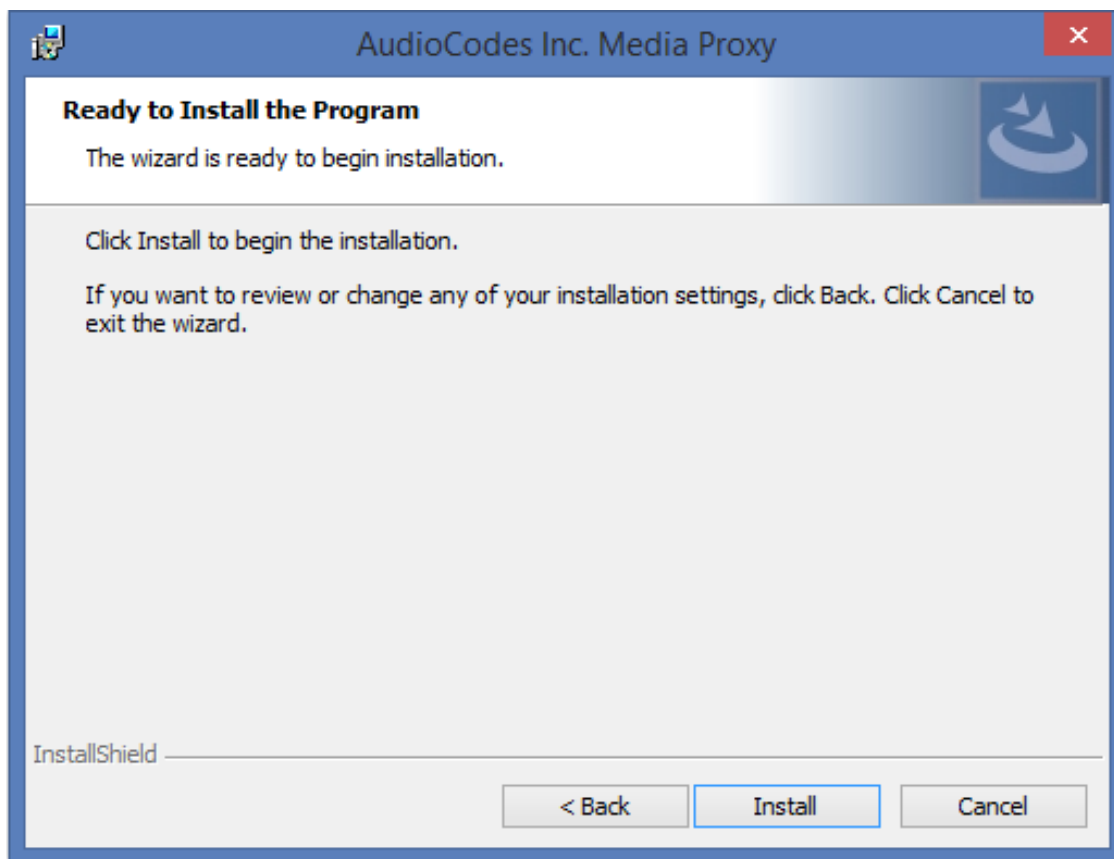 AudioCodes Inc. Media Proxy
Ready to Install the Program
The wizard is ready to begin installation.
Click Install to begin the installation.
If you want to review or change any of your installation settings, click Back. Click Cancel to
exit the wizard.
InstallShield
< Back
Install
Cancel